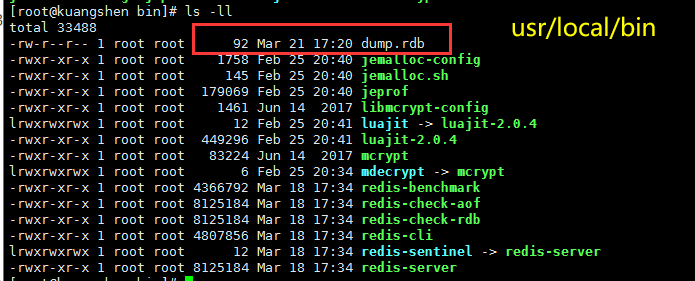 [root@kuangshen bin]# ls -ll
total 33488
-rw-r--r-- 1 root root      92 Mar 21 17:20 dump.rdb
usr/local/bin
-rwxr-xr-x 1 root root    1758 Feb 25 20:40 jemalloc-config
-rwxr-xr-x 1 root root     145 Feb 25 20:40 jemalloc.sh
-rwxr-xr-x 1 root root  179069 Feb 25 20:40 jeprof
-rwxr-xr-x 1 root root    1461 Jun 14  2017 libmcrypt-config
lrwxrwxrwx 1 root root      12 Feb 25 20:41 luajit -> luajit-2.0.4
-rwxr-xr-x 1 root root  449296 Feb 25 20:41 luajit-2.0.4
-rwxr-xr-x 1 root root   83224 Jun 14  2017 mcrypt
lrwxrwxrwx 1 root root       6 Feb 25 20:34 mdecrypt -> mcrypt
-rwxr-xr-x 1 root root 4366792 Mar 18 17:34 redis-benchmark
-rwxr-xr-x 1 root root 8125184 Mar 18 17:34 redis-check-aof
-rwxr-xr-x 1 root root 8125184 Mar 18 17:34 redis-check-rdb
-rwxr-xr-x 1 root root 4807856 Mar 18 17:34 redis-cli
lrwxrwxrwx 1 root root      12 Mar 18 17:34 redis-sentinel -> redis-server
-rwxr-xr-x 1 root root 8125184 Mar 18 17:34 redis-server
[root@kuangshen bin]#